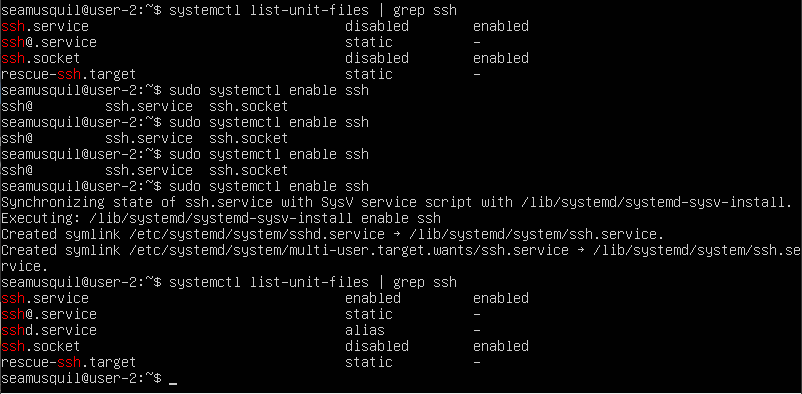 seamusquil@user-2:~$ systemctl list-unit-files | grep ssh
ssh.service                                disabled        enabled
ssh@.service                               static          -
ssh.socket                                 disabled        enabled
rescue-ssh.target                          static          -
seamusquil@user-2:~$ sudo systemctl enable ssh
ssh@         ssh.service  ssh.socket
seamusquil@user-2:~$ sudo systemctl enable ssh
ssh@         ssh.service  ssh.socket
seamusquil@user-2:~$ sudo systemctl enable ssh
ssh@         ssh.service  ssh.socket
seamusquil@user-2:~$ sudo systemctl enable ssh
Synchronizing state of ssh.service with SysV service script with /lib/systemd/systemd-sysv-install.
Executing: /lib/systemd/systemd-sysv-install enable ssh
Created symlink /etc/systemd/system/sshd.service → /lib/systemd/system/ssh.service.
Created symlink /etc/systemd/system/multi-user.target.wants/ssh.service → /lib/systemd/system/ssh.se
rvice.
seamusquil@user-2:~$ systemctl list-unit-files | grep ssh
ssh.service                                enabled         enabled
ssh@.service                               static          -
sshd.service                               alias           -
ssh.socket                                 disabled        enabled
rescue-ssh.target                          static          -
seamusquil@user-2:~$ _